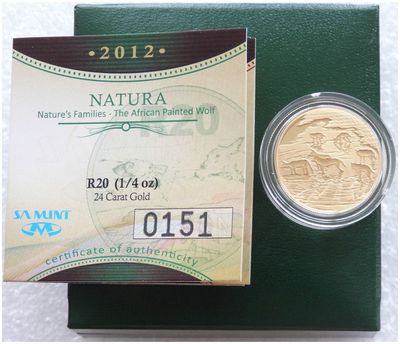 • 2012 •
NATURA
Nature's Families - The African Painted Wolf
R20
R20 (1/4 oz)
24 Carat Gold
0151
SA MINT
certificate of authenticity